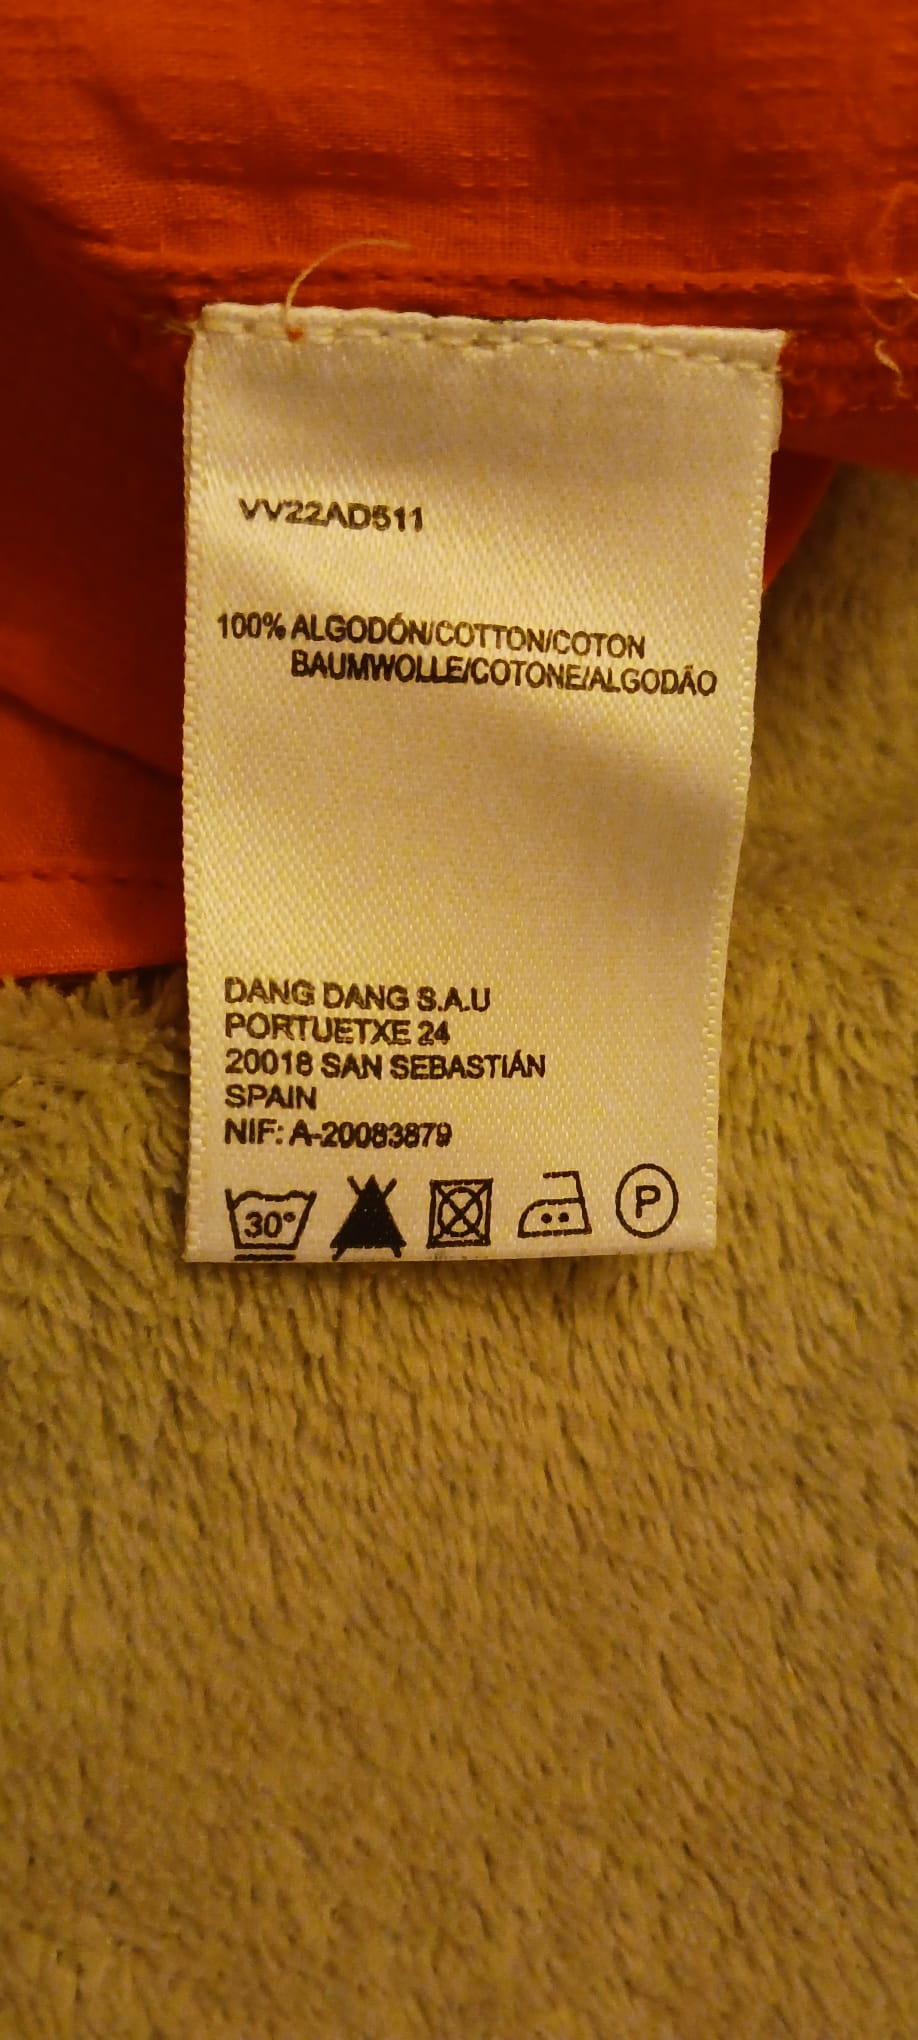 VV22AD511
100% ALGODÓN/COTTON/COTON
BAUMWOLLE/COTONE/ALGODÃO
DANG DANG S.A.U
PORTUETXE 24
20018 SAN SEBASTIÁN
SPAIN
NIF: A-20083879
30° P